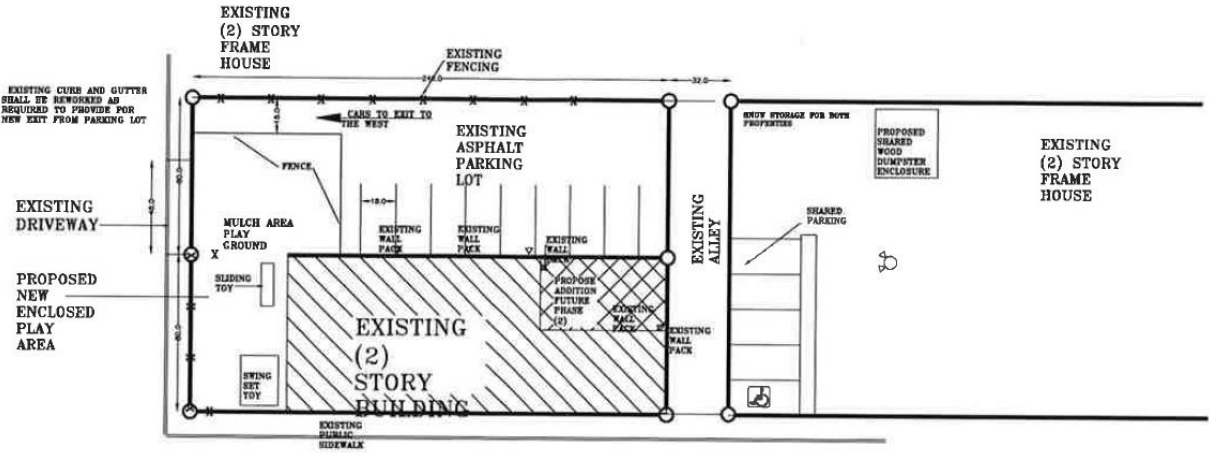 EXISTING
(2) STORY
FRAME
HOUSE
EXISTING
FENCING
32.0
EXISTING CURB AND GUTTER
SHALL BE REWORKED AS
REQUIRED TO PROVIDE FOR
NEW EXIT FROM PARKING LOT
CARS TO EXIT TO
THE WEST
EXISTING
ASPHALT
PARKING
LOT
SNOW STORAGE FOR BOTH
PROPERTIES
PROPOSED
SHARED
WOOD
DUMPSTER
ENCLOSURE
EXISTING
(2) STORY
FRAME
HOUSE
FENCE
EXISTING
DRIVEWAY
MULCH AREA
PLAY
GROUND
X
18.0
EXISTING
WALL
PACK
EXISTING
WALL
PACK
EXISTING
WALL
PACK
EXISTING
ALLEY
SHARED
PARKING
PROPOSED
NEW
ENCLOSED
PLAY
AREA
SLIDING
TOY
PROPOSE
ADDITION
FUTURE
PHASE
(2)
EXISTING
WALL
PACK
EXISTING
WALL
PACK
EXISTING
(2)
STORY
BUILDING
SWING
SET
TOY
EXISTING
PUBLIC
SIDEWALK